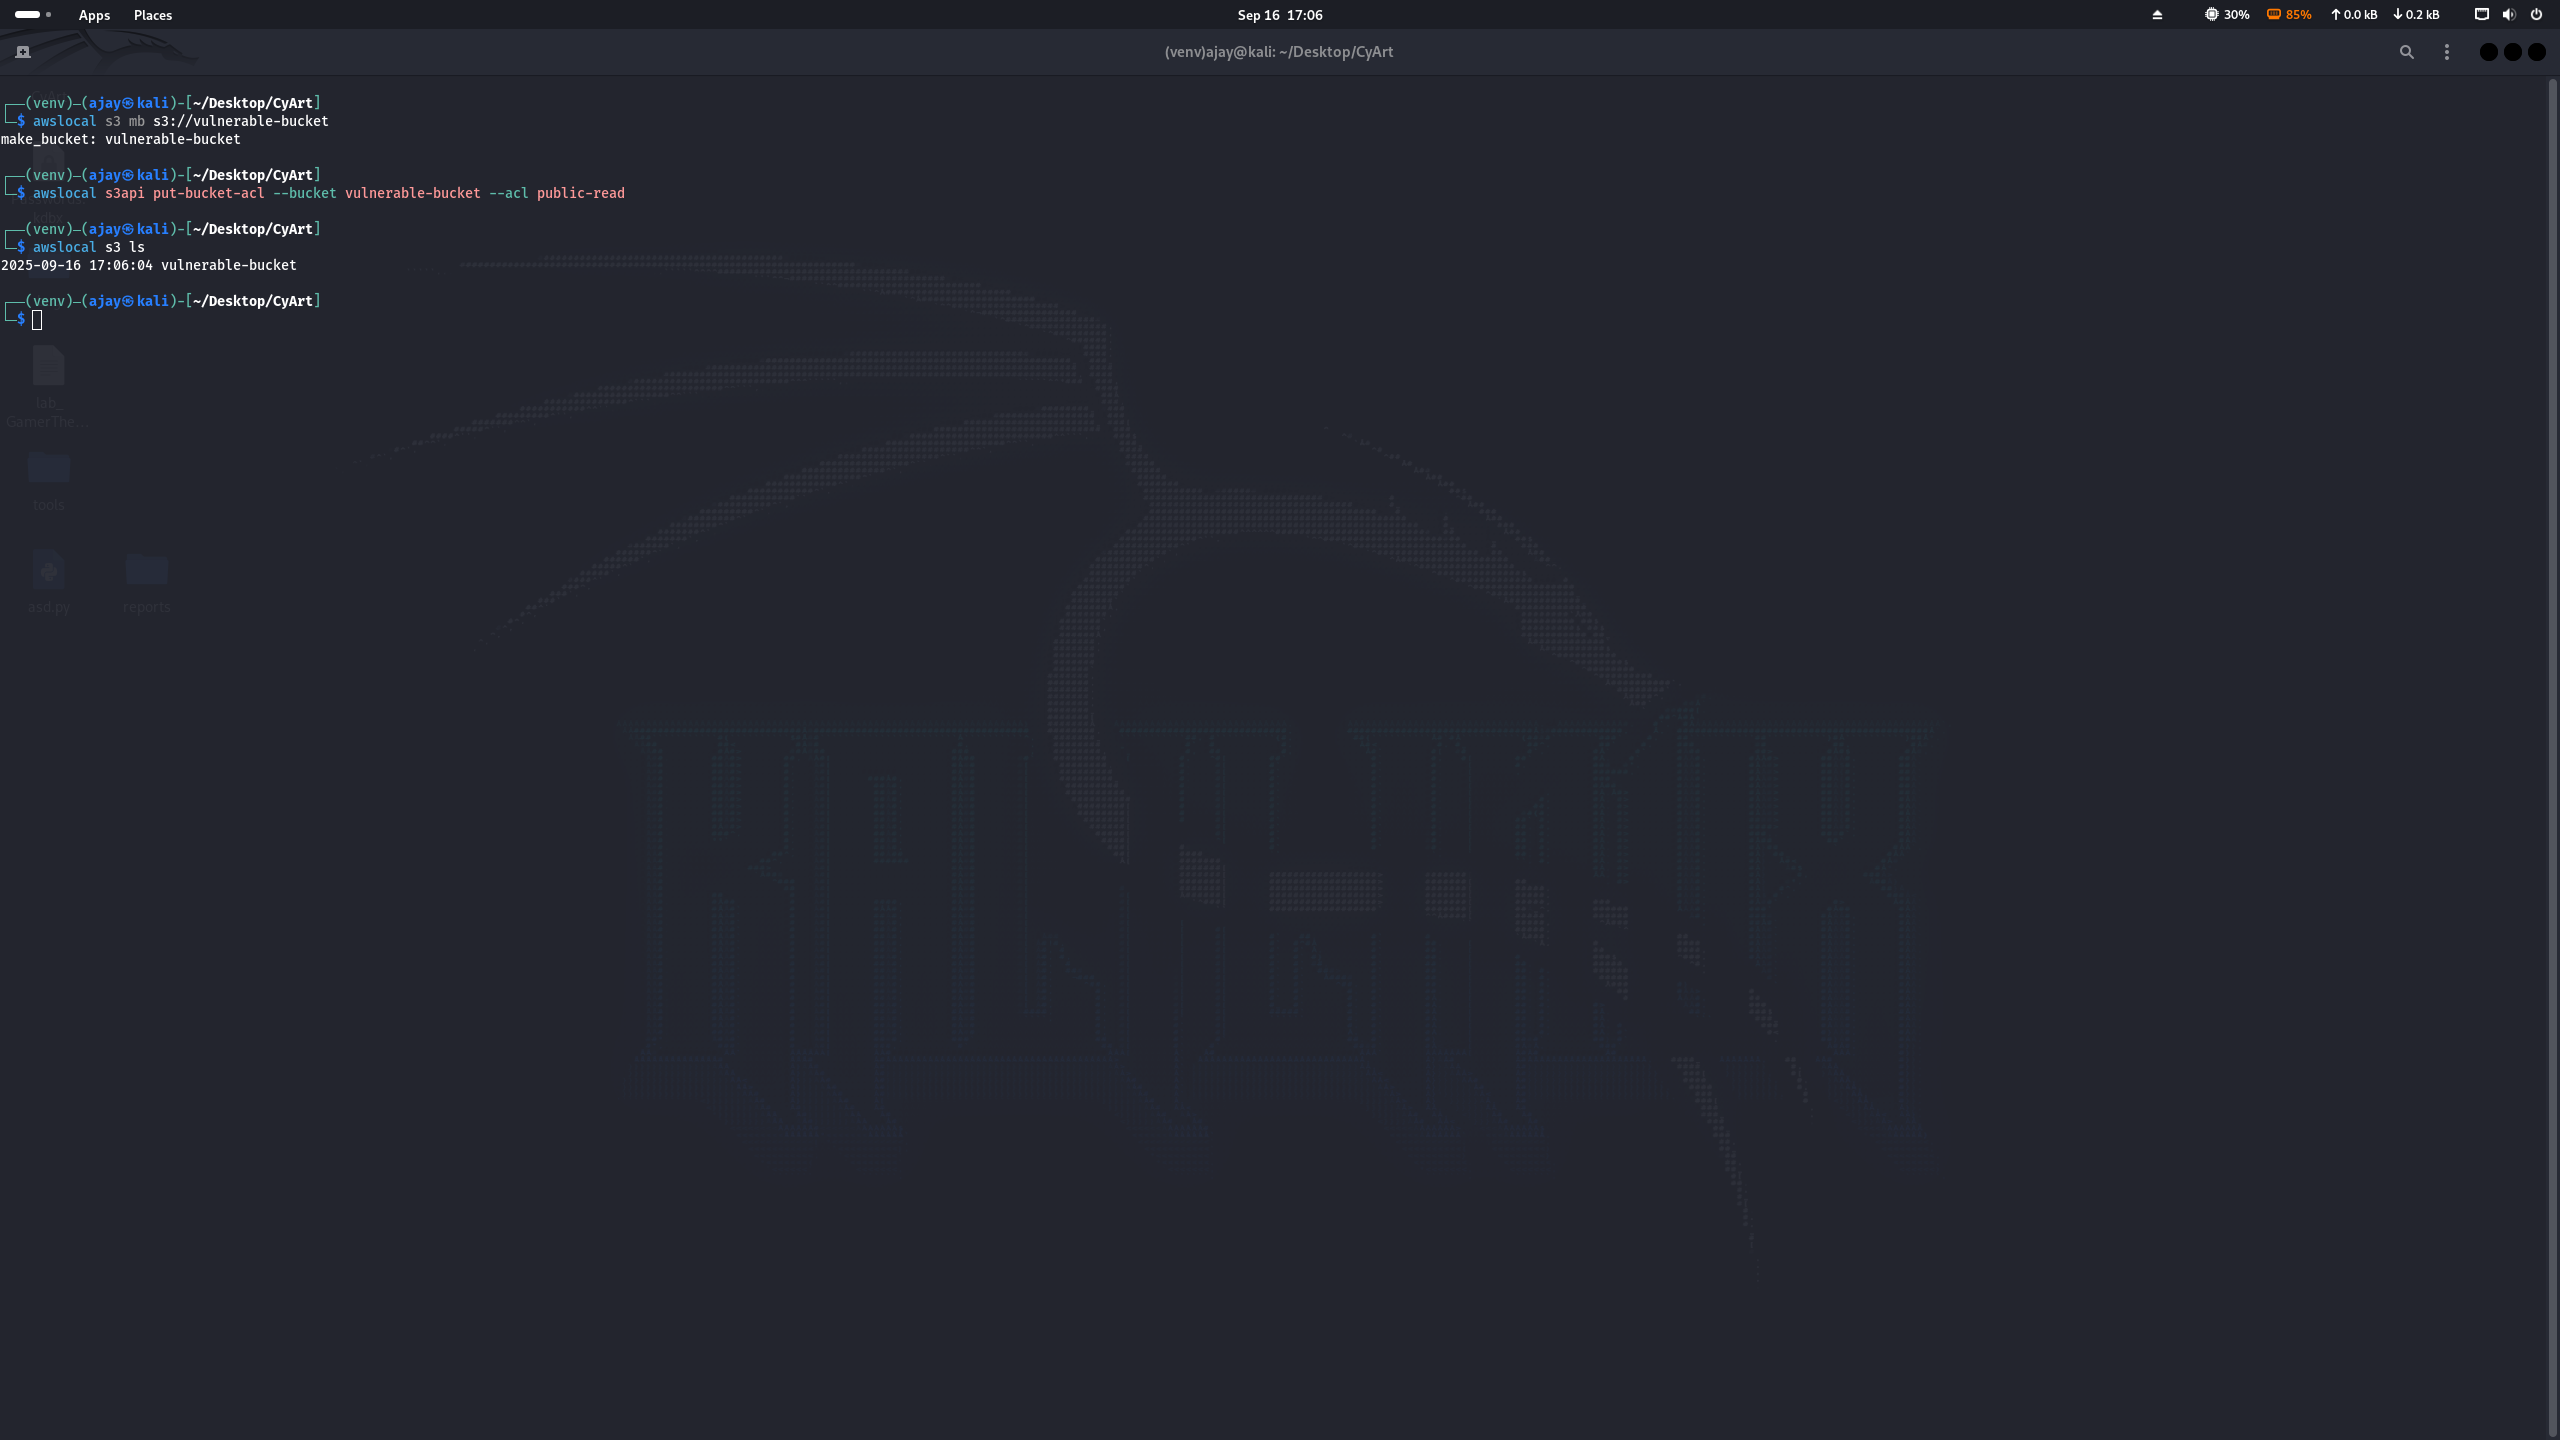 Apps Places Sep 16 17:06 30% 85% 0.0 kB 0.2 kB
(venv)ajay@kali: ~/Desktop/CyArt
┌──(venv)─(ajay㉿kali)-[~/Desktop/CyArt]
└─$ awslocal s3 mb s3://vulnerable-bucket
make_bucket: vulnerable-bucket
┌──(venv)─(ajay㉿kali)-[~/Desktop/CyArt]
└─$ awslocal s3api put-bucket-acl --bucket vulnerable-bucket --acl public-read
┌──(venv)─(ajay㉿kali)-[~/Desktop/CyArt]
└─$ awslocal s3 ls
2025-09-16 17:06:04 vulnerable-bucket
┌──(venv)─(ajay㉿kali)-[~/Desktop/CyArt]
└─$
lab_
GamerThe...
tools
asd.py reports